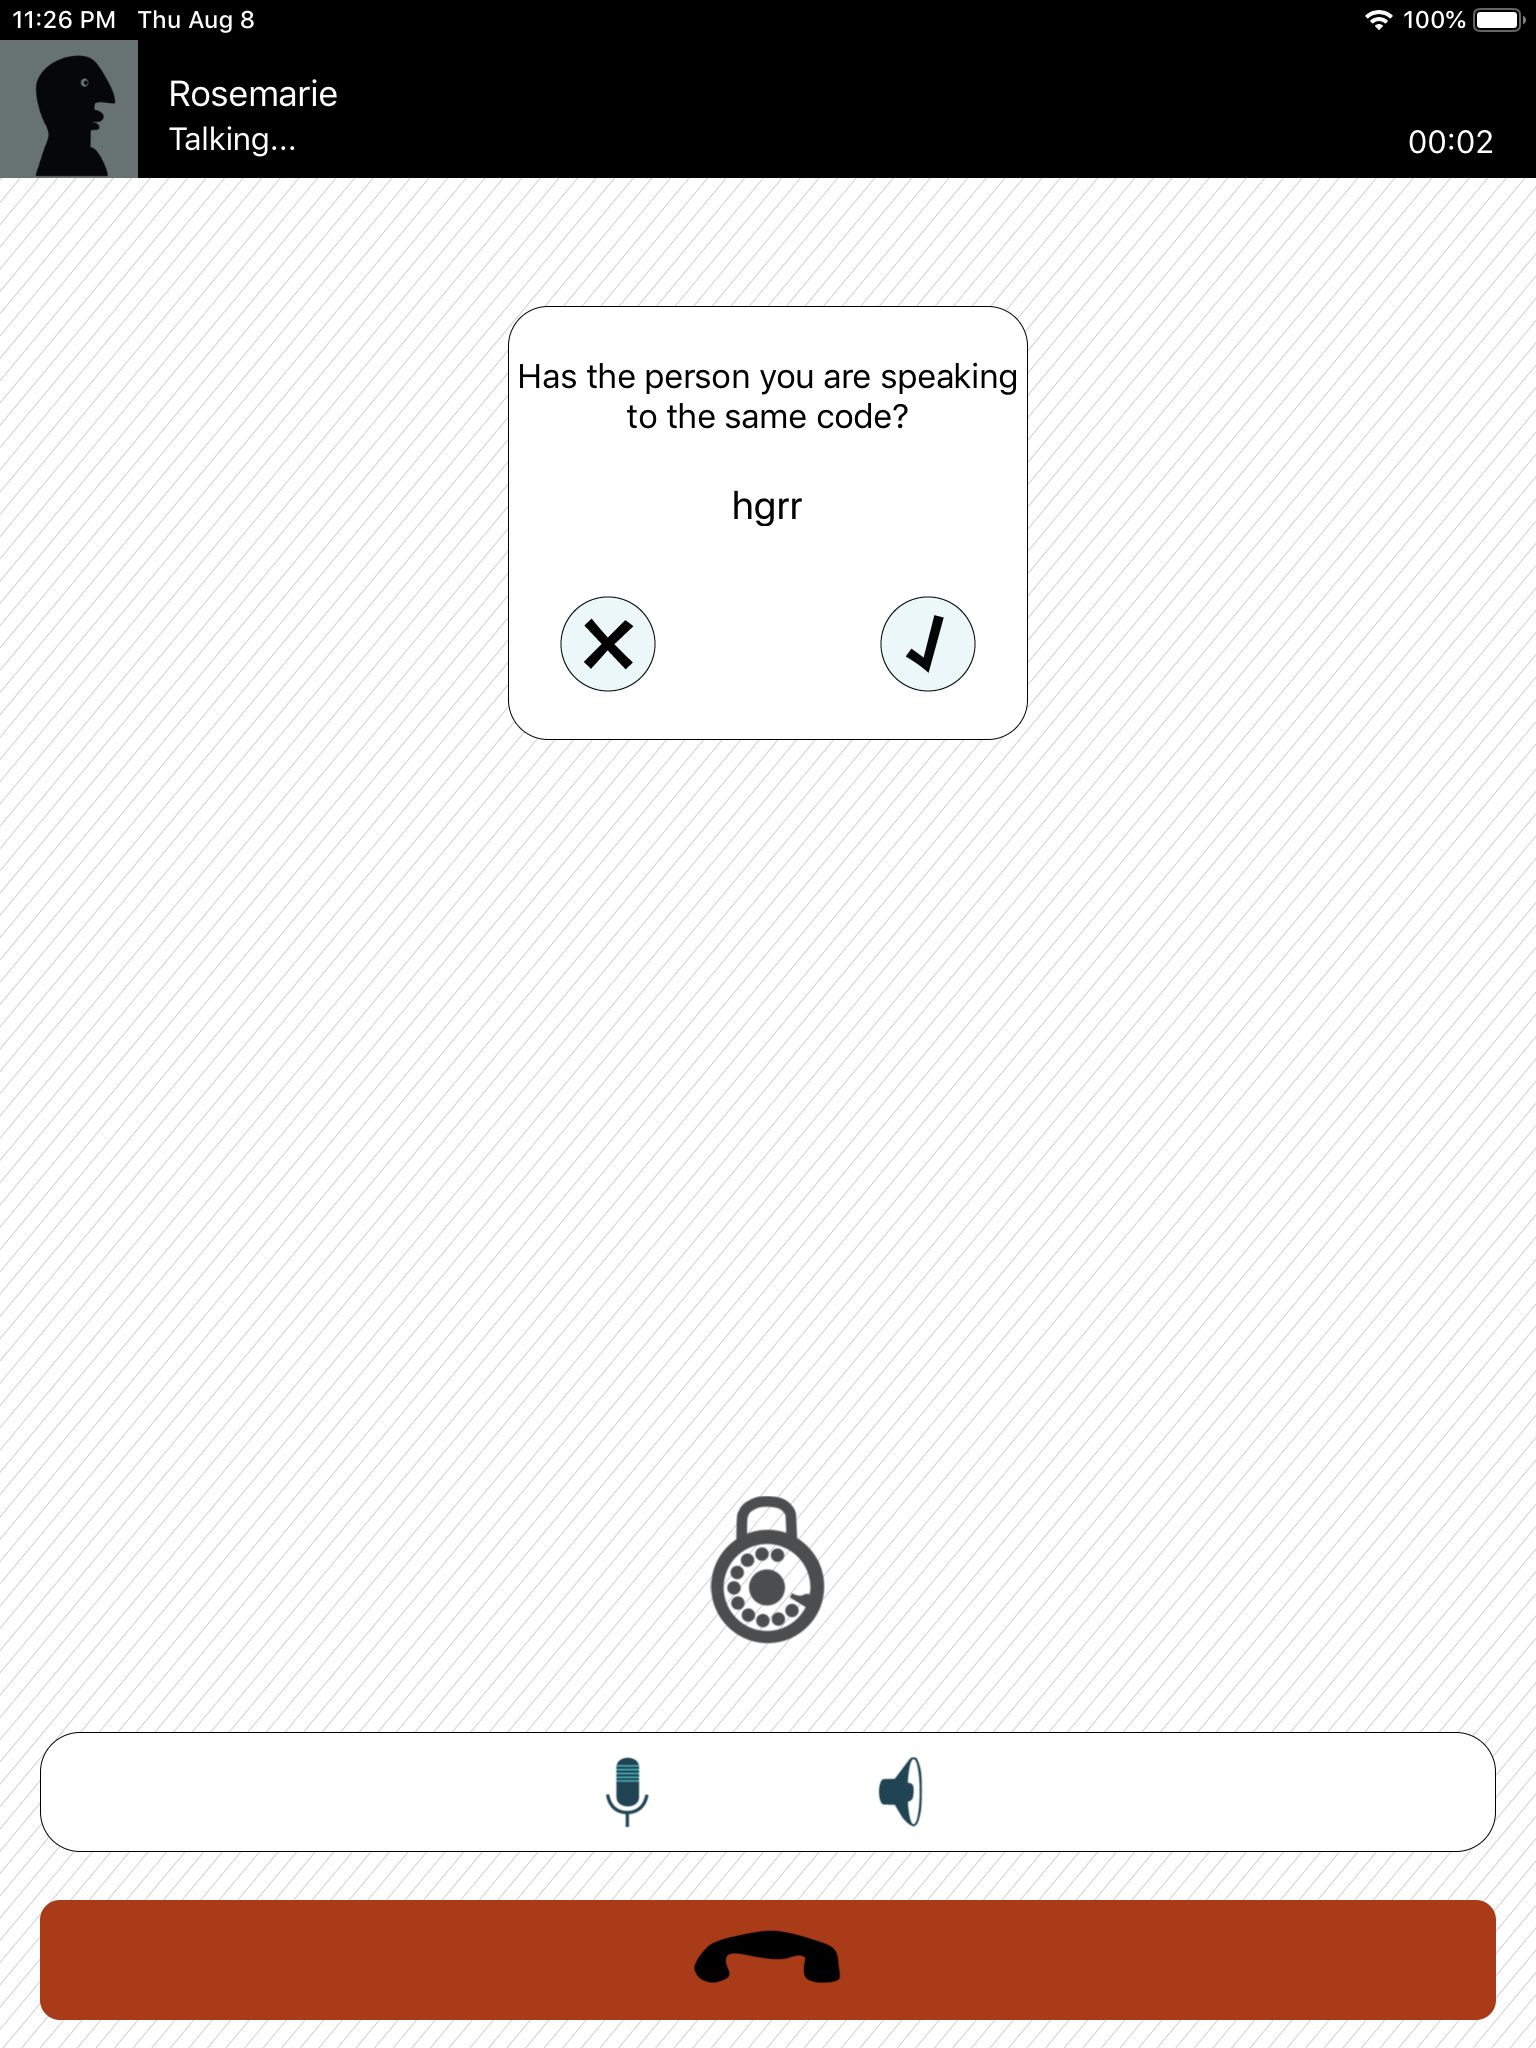 11:26 PM Thu Aug 8 100%
Rosemarie
Talking...
00:02
Has the person you are speaking
to the same code?
hgrr